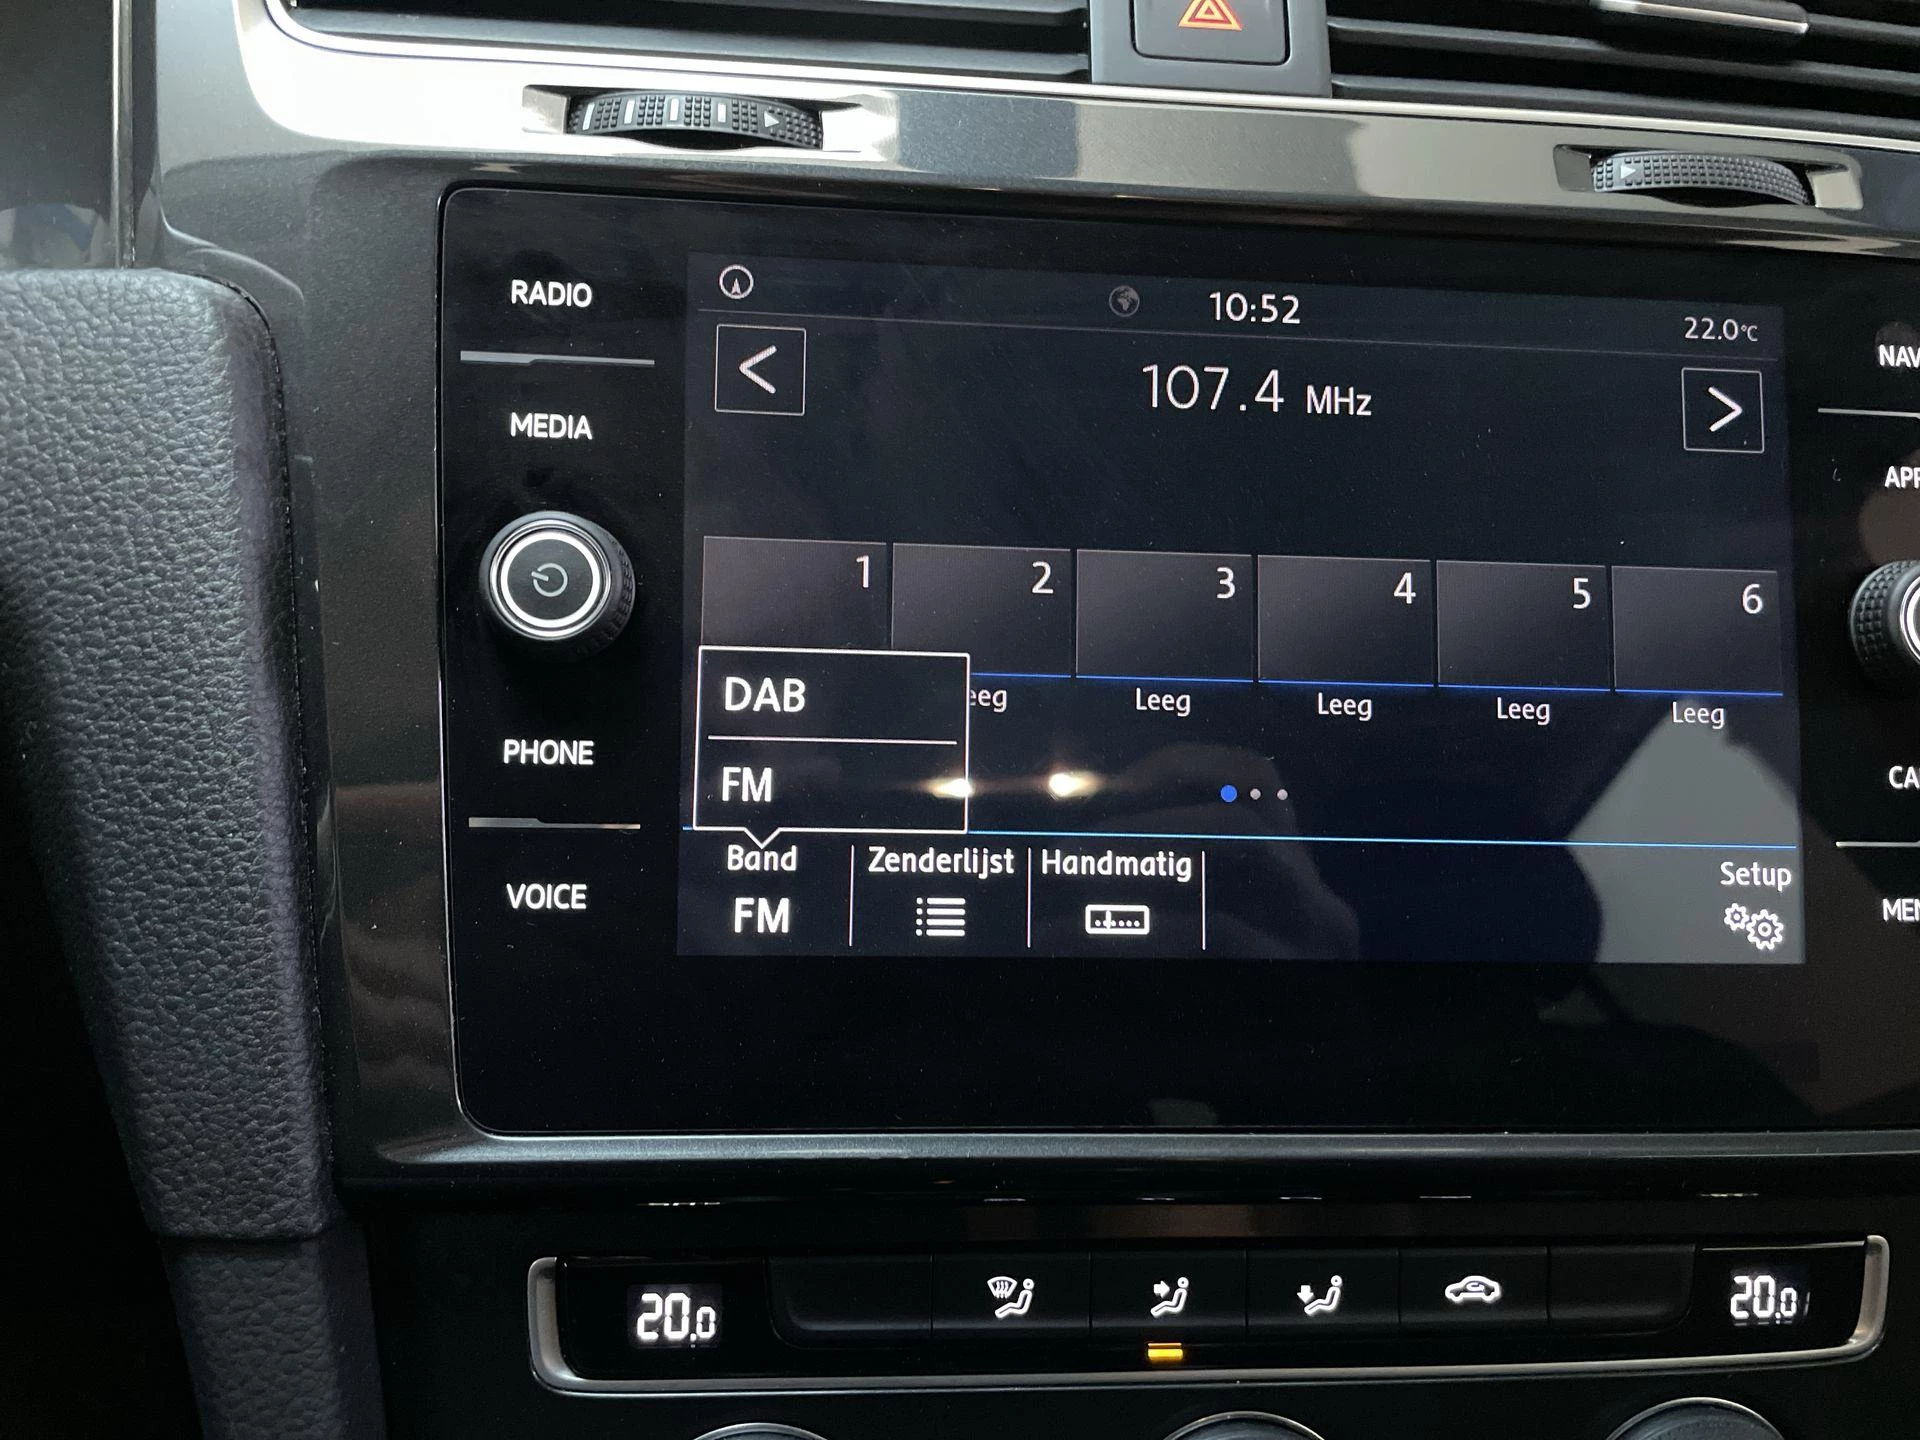 RADIO
MEDIA
PHONE
VOICE
10:52
22.0°C
<
107.4 MHz
>
1
2
3
4
5
6
Leeg
Leeg
Leeg
Leeg
DAB
FM
Band
FM
Zenderlijst
Handmatig
Setup
20.0
20.0